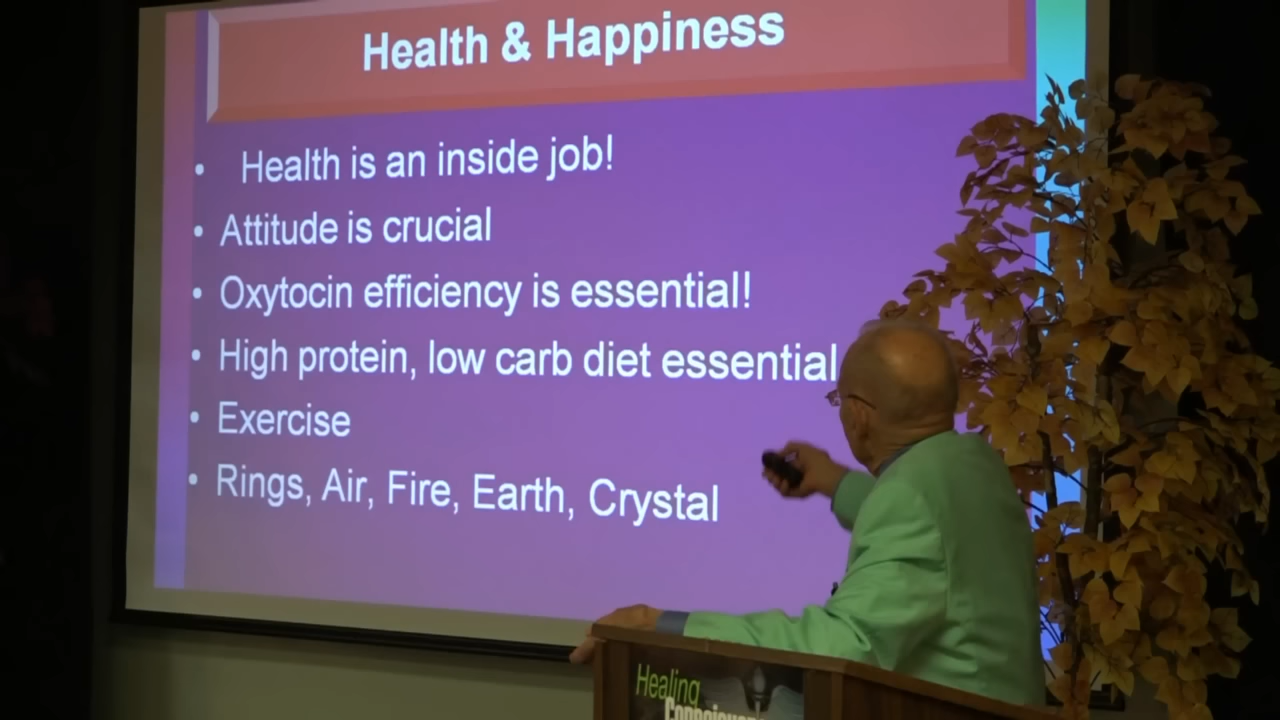 Health & Happiness
• Health is an inside job!
• Attitude is crucial
• Oxytocin efficiency is essential!
• High protein, low carb diet essential
• Exercise
• Rings, Air, Fire, Earth, Crystal
Healing